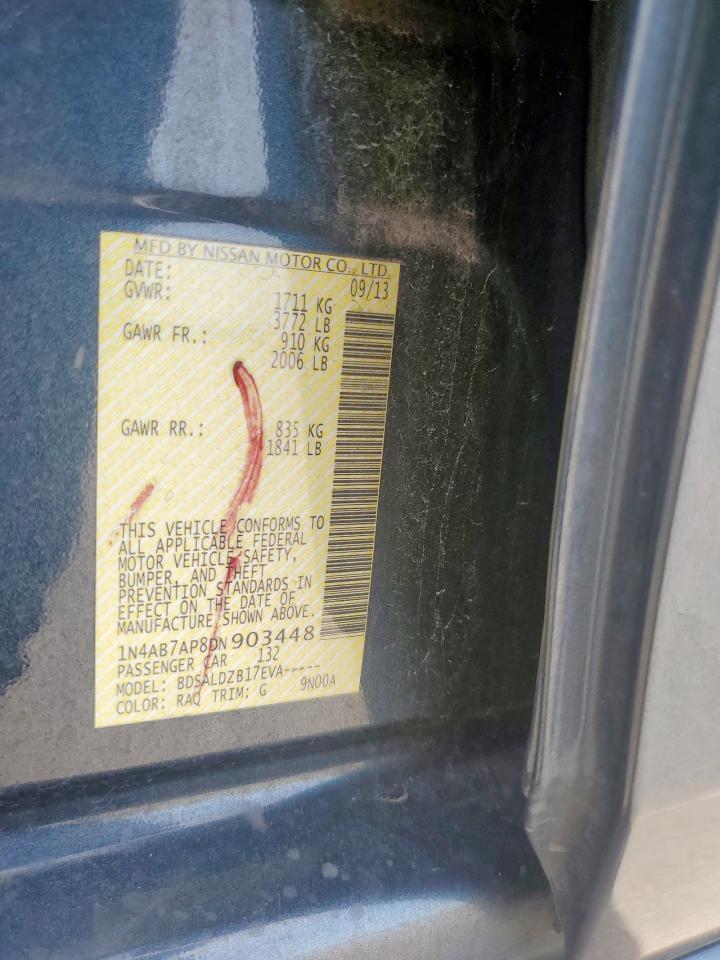 MFD BY NISSAN MOTOR CO., LTD.
DATE: 09/13
GVWR: 1711 KG
3772 LB
GAWR FR.: 910 KG
2006 LB
GAWR RR.: 835 KG
1841 LB
THIS VEHICLE CONFORMS TO
ALL APPLICABLE FEDERAL
MOTOR VEHICLE SAFETY,
BUMPER, AND THEFT
PREVENTION STANDARDS IN
EFFECT ON THE DATE OF
MANUFACTURE SHOWN ABOVE.
1N4AB7AP8DN903448
PASSENGER CAR 132
MODEL: BDSALDZB17EVA-----
COLOR: RAQ TRIM: G 9N00A